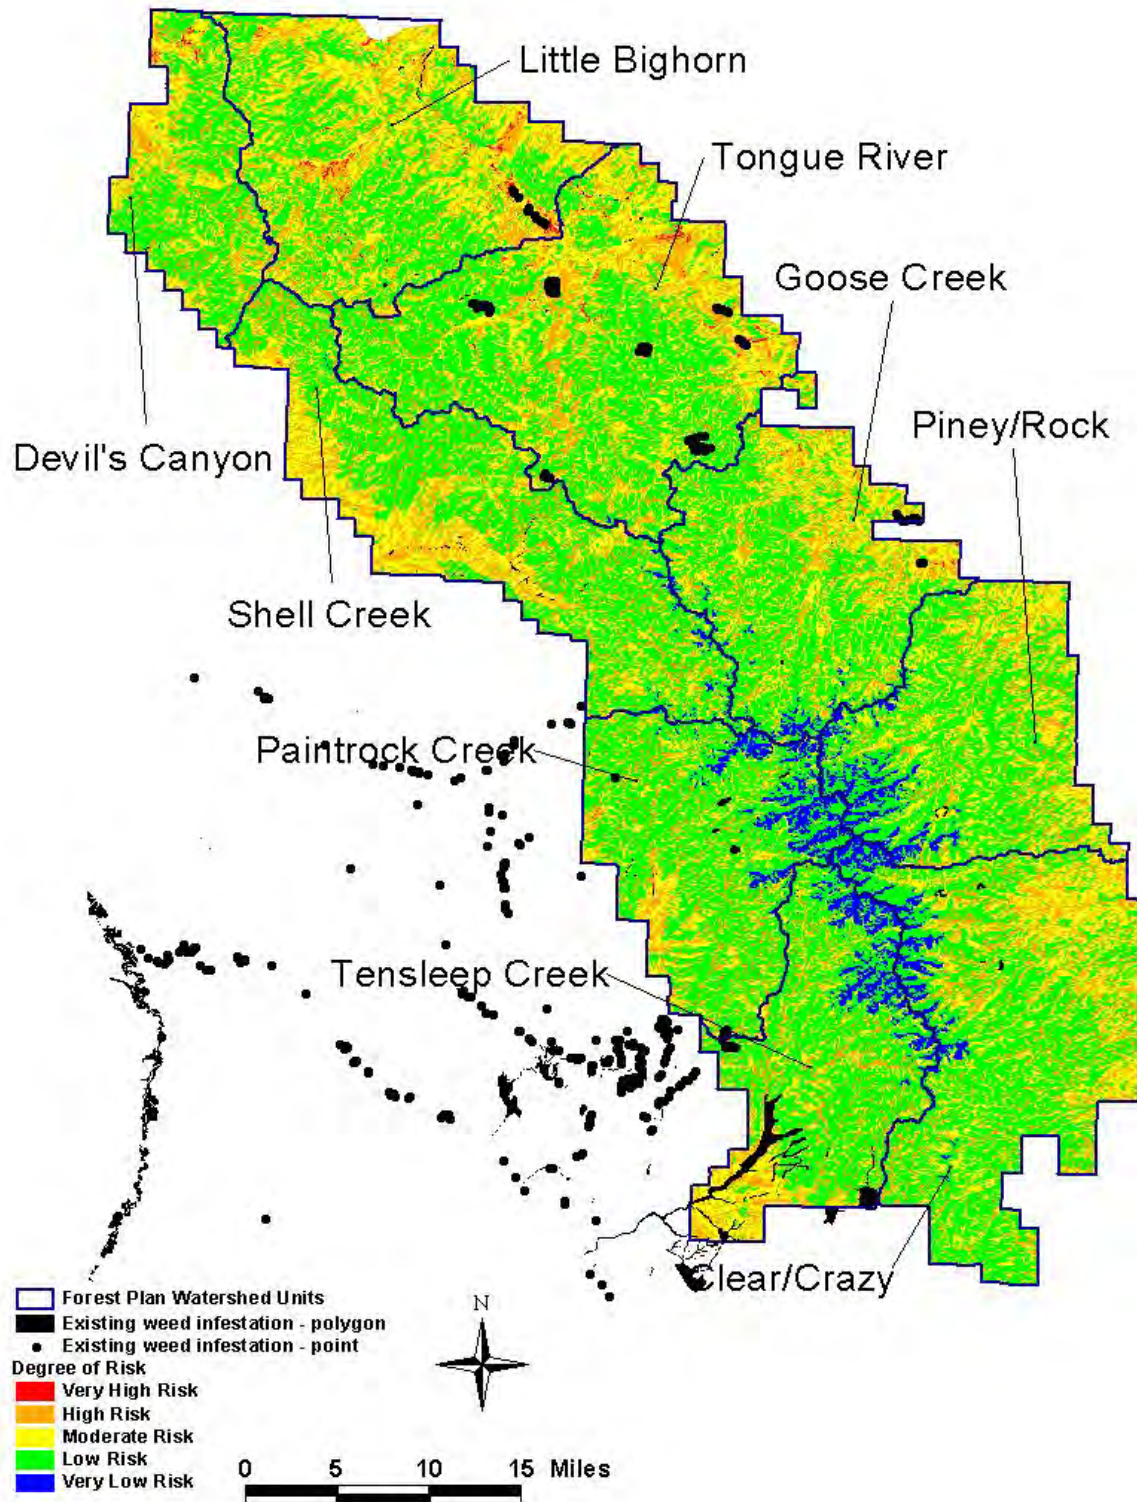 Little Bighorn
Tongue River
Goose Creek
Piney/Rock
Devil's Canyon
Shell Creek
Paintrock Creek
Tensleep Creek
Clear/Crazy
Forest Plan Watershed Units
Existing weed infestation - polygon
Existing weed infestation - point
Degree of Risk
Very High Risk
High Risk
Moderate Risk
Low Risk
Very Low Risk
N
0 5 10 15 Miles